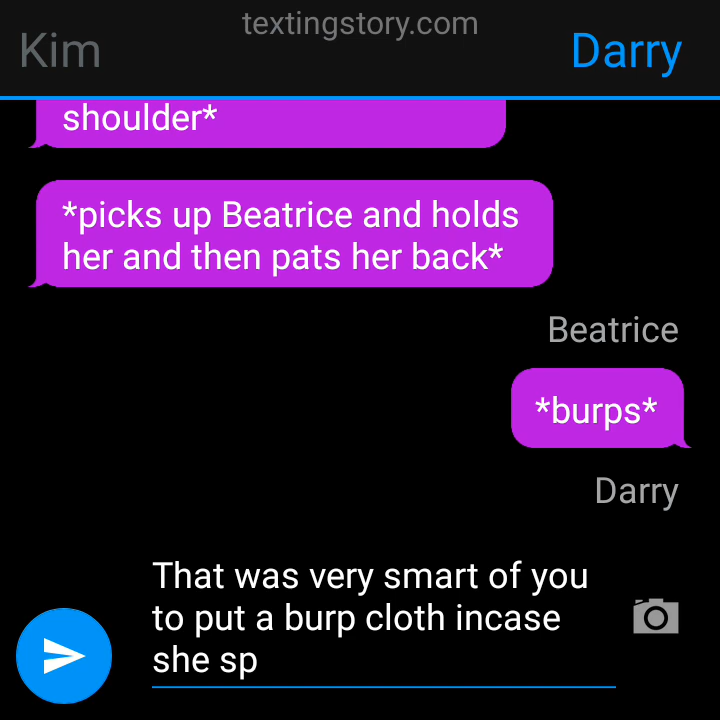 textingstory.com
Kim
Darry
shoulder*
*picks up Beatrice and holds
her and then pats her back*
Beatrice
*burps*
Darry
That was very smart of you
to put a burp cloth incase
she sp